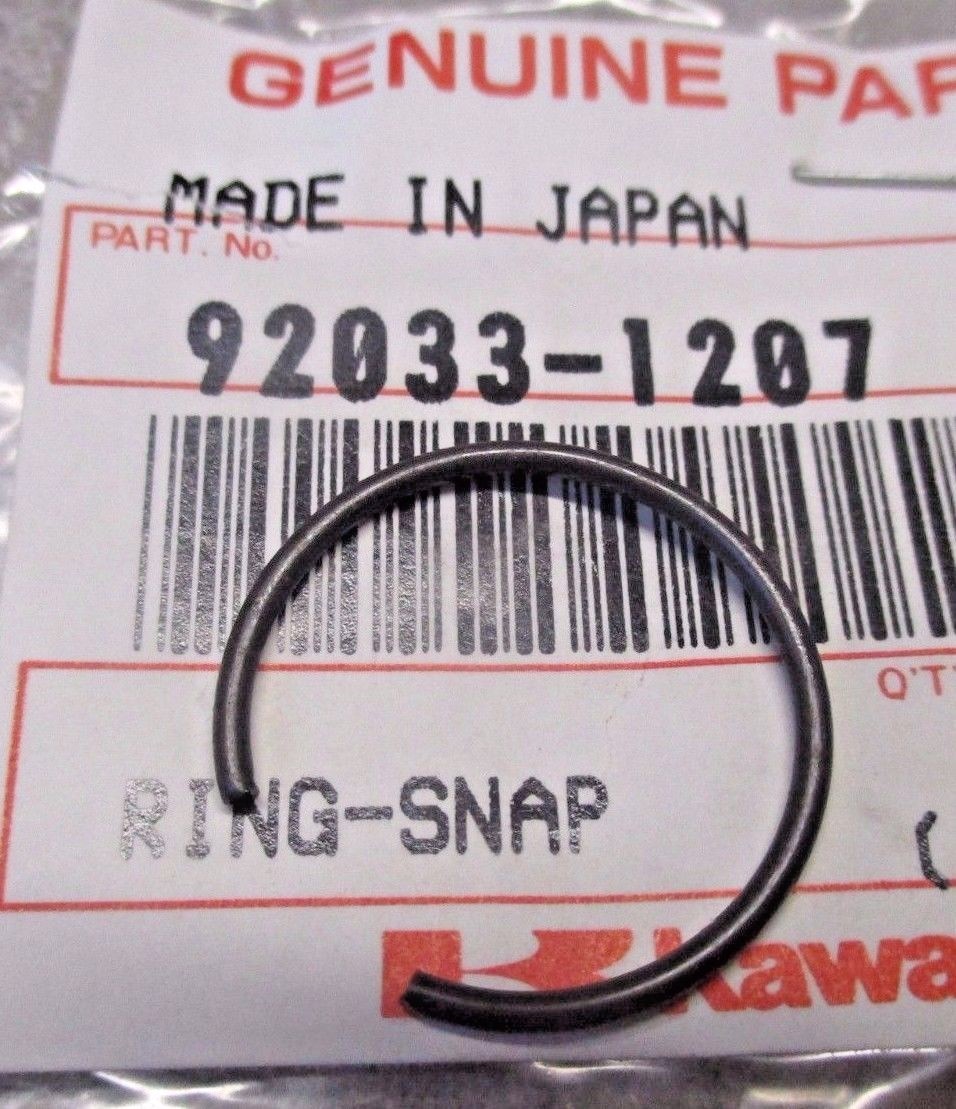 GENUINE PAR
MADE IN JAPAN
PART. No.
92033-1207
Q'T
RING-SNAP
(
Kawa